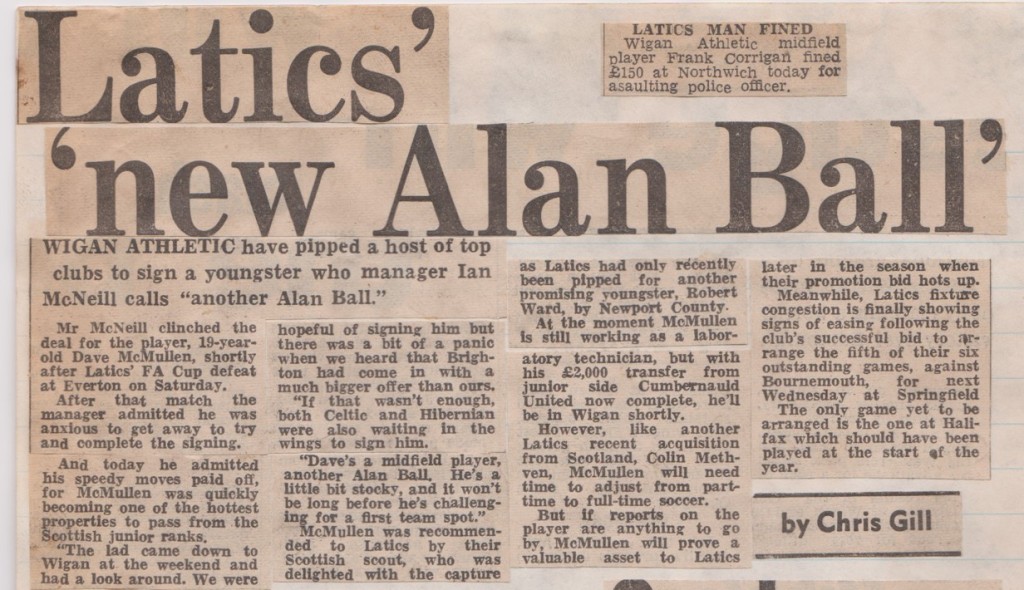 Latics'
LATICS MAN FINED
Wigan Athletic midfield
player Frank Corrigan fined
£150 at Northwich today for
asaulting police officer.
'new Alan Ball'
WIGAN ATHLETIC have pipped a host of top
clubs to sign a youngster who manager Ian
McNeill calls “another Alan Ball.”
Mr McNeill clinched the
deal for the player, 19-year-
old Dave McMullen, shortly
after Latics' FA Cup defeat
at Everton on Saturday.
After that match the
manager admitted he was
anxious to get away to try
and complete the signing.
And today he admitted
his speedy moves paid off,
for McMullen was quickly
becoming one of the hottest
properties to pass from the
Scottish junior ranks.
“The lad came down to
Wigan at the weekend and
had a look around. We were
hopeful of signing him but
there was a bit of a panic
when we heard that Brigh-
ton had come in with a
much bigger offer than ours.
“If that wasn't enough,
both Celtic and Hibernian
were also waiting in the
wings to sign him.
“Dave's a midfield player,
another Alan Ball. He's a
little bit stocky, and it won't
be long before he's challeng-
ing for a first team spot.”
McMullen was recommen-
ded to Latics by their
Scottish scout, who was
delighted with the capture
as Latics had only recently
been pipped for another
promising youngster, Robert
Ward, by Newport County.
At the moment McMullen
is still working as a labor-
atory technician, but with
his £2,000 transfer from
junior side Cumbernauld
United now complete, he'll
be in Wigan shortly.
However, like another
Latics recent acquisition
from Scotland, Colin Meth-
ven, McMullen will need
time to adjust from part-
time to full-time soccer.
But if reports on the
player are anything to go
by, McMullen will prove a
valuable asset to Latics
later in the season when
their promotion bid hots up.
Meanwhile, Latics fixture
congestion is finally showing
signs of easing following the
club's successful bid to ar-
range the fifth of their six
outstanding games, against
Bournemouth, for next
Wednesday at Springfield
The only game yet to be
arranged is the one at Hali-
fax which should have been
played at the start of the
year.
by Chris Gill